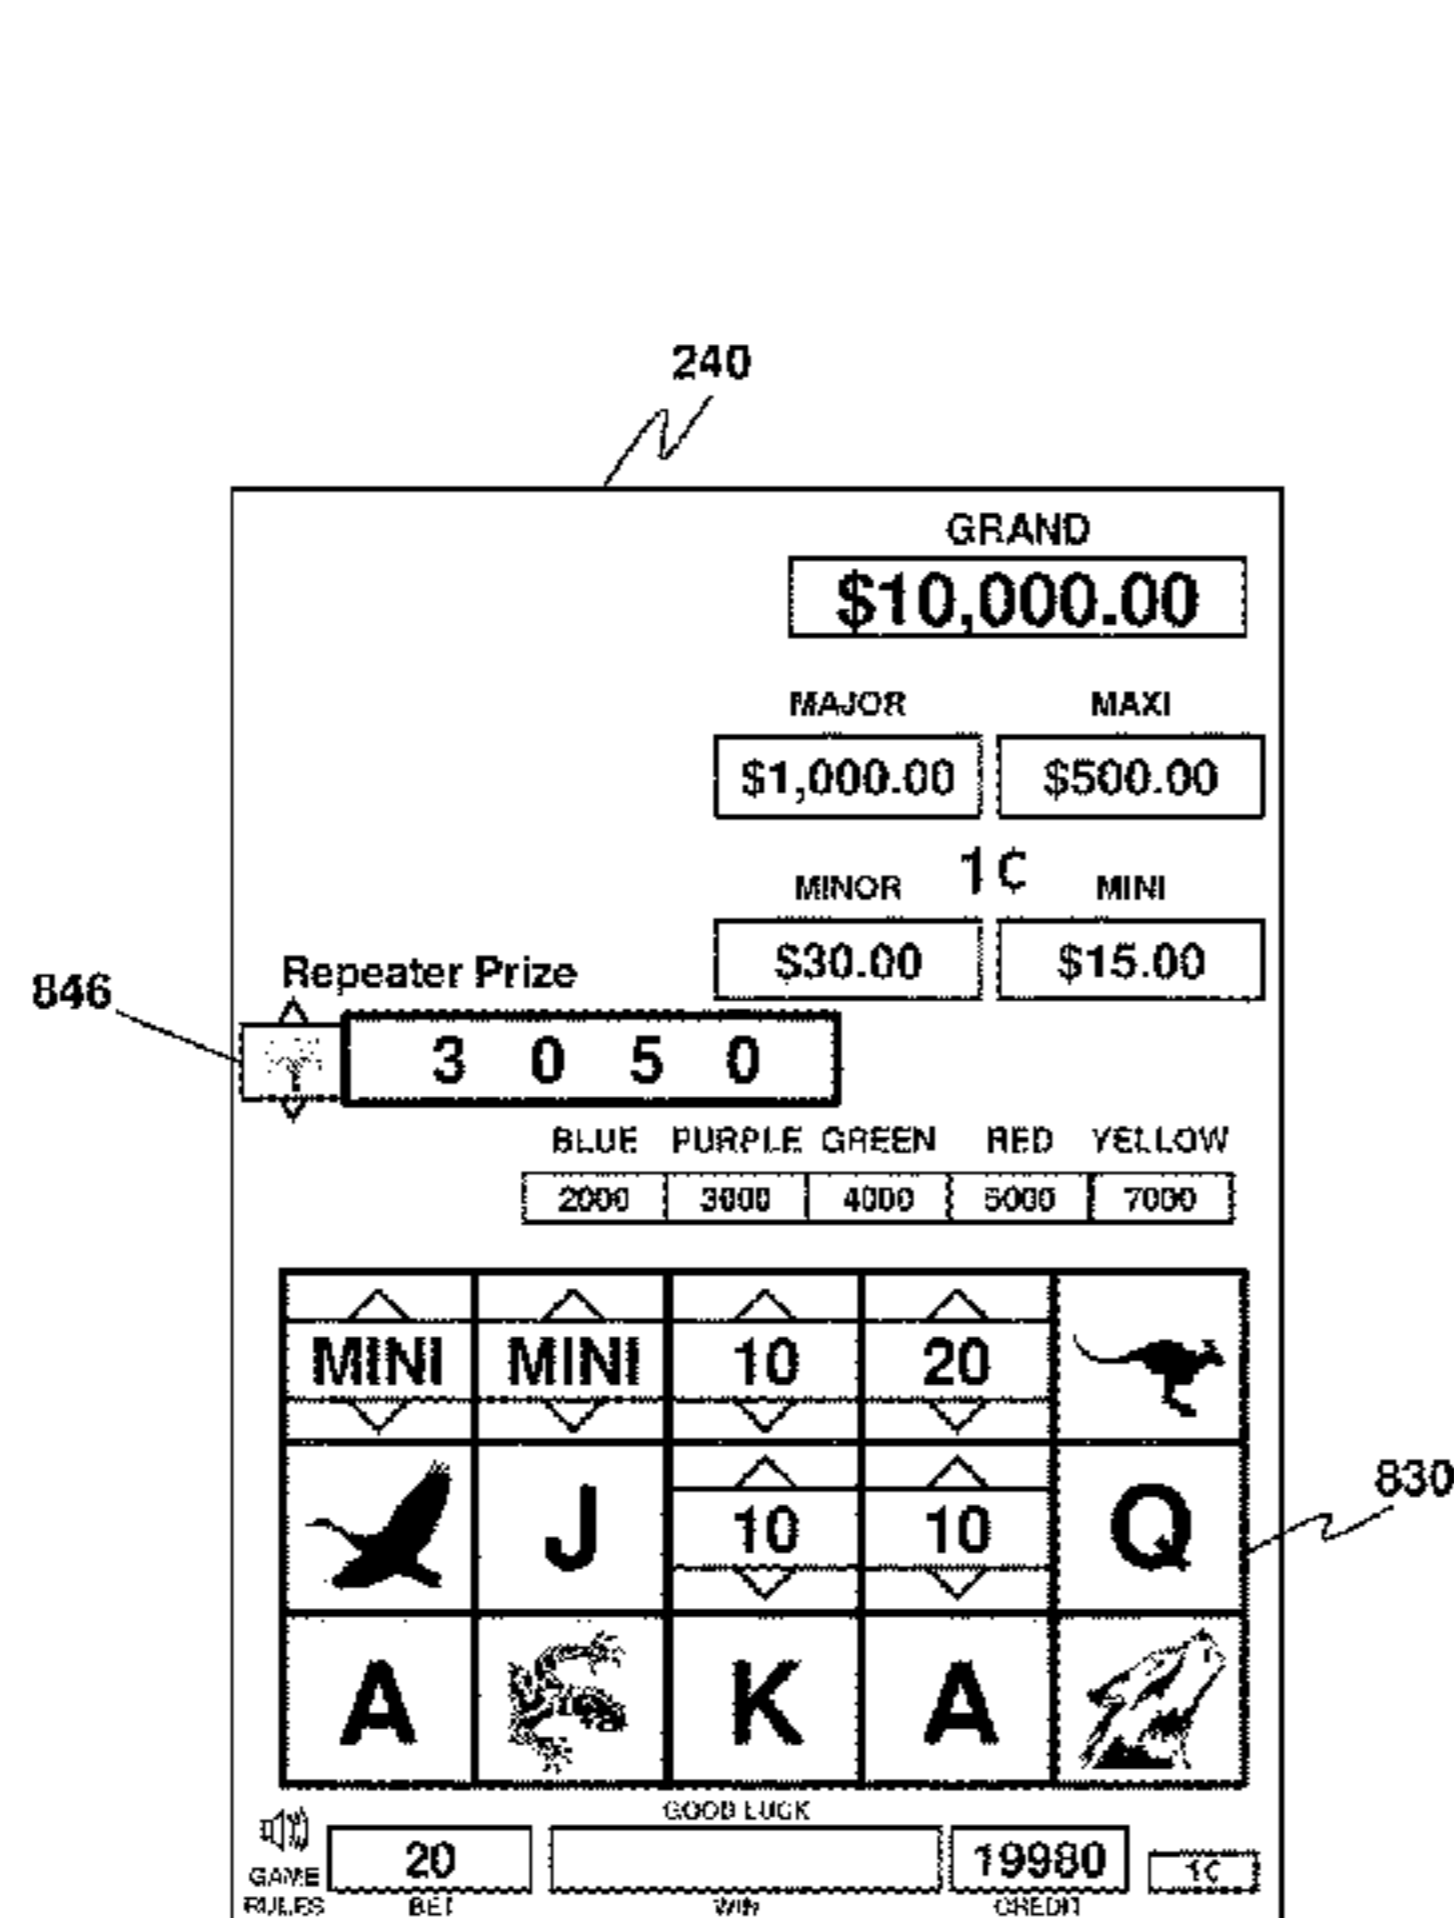 240
GRAND
$10,000.00
MAJOR MAXI
$1,000.00 $500.00
1¢
MINOR MINI
$30.00 $15.00
Repeater Prize
846
3 0 5 0
BLUE PURPLE GREEN RED YELLOW
2000 3000 4000 5000 7000
MINI MINI 10 20
J 10 10 Q
830
A K A
GOOD LUCK
20 19980 1¢
GAME
RULES BET WIN CREDIT